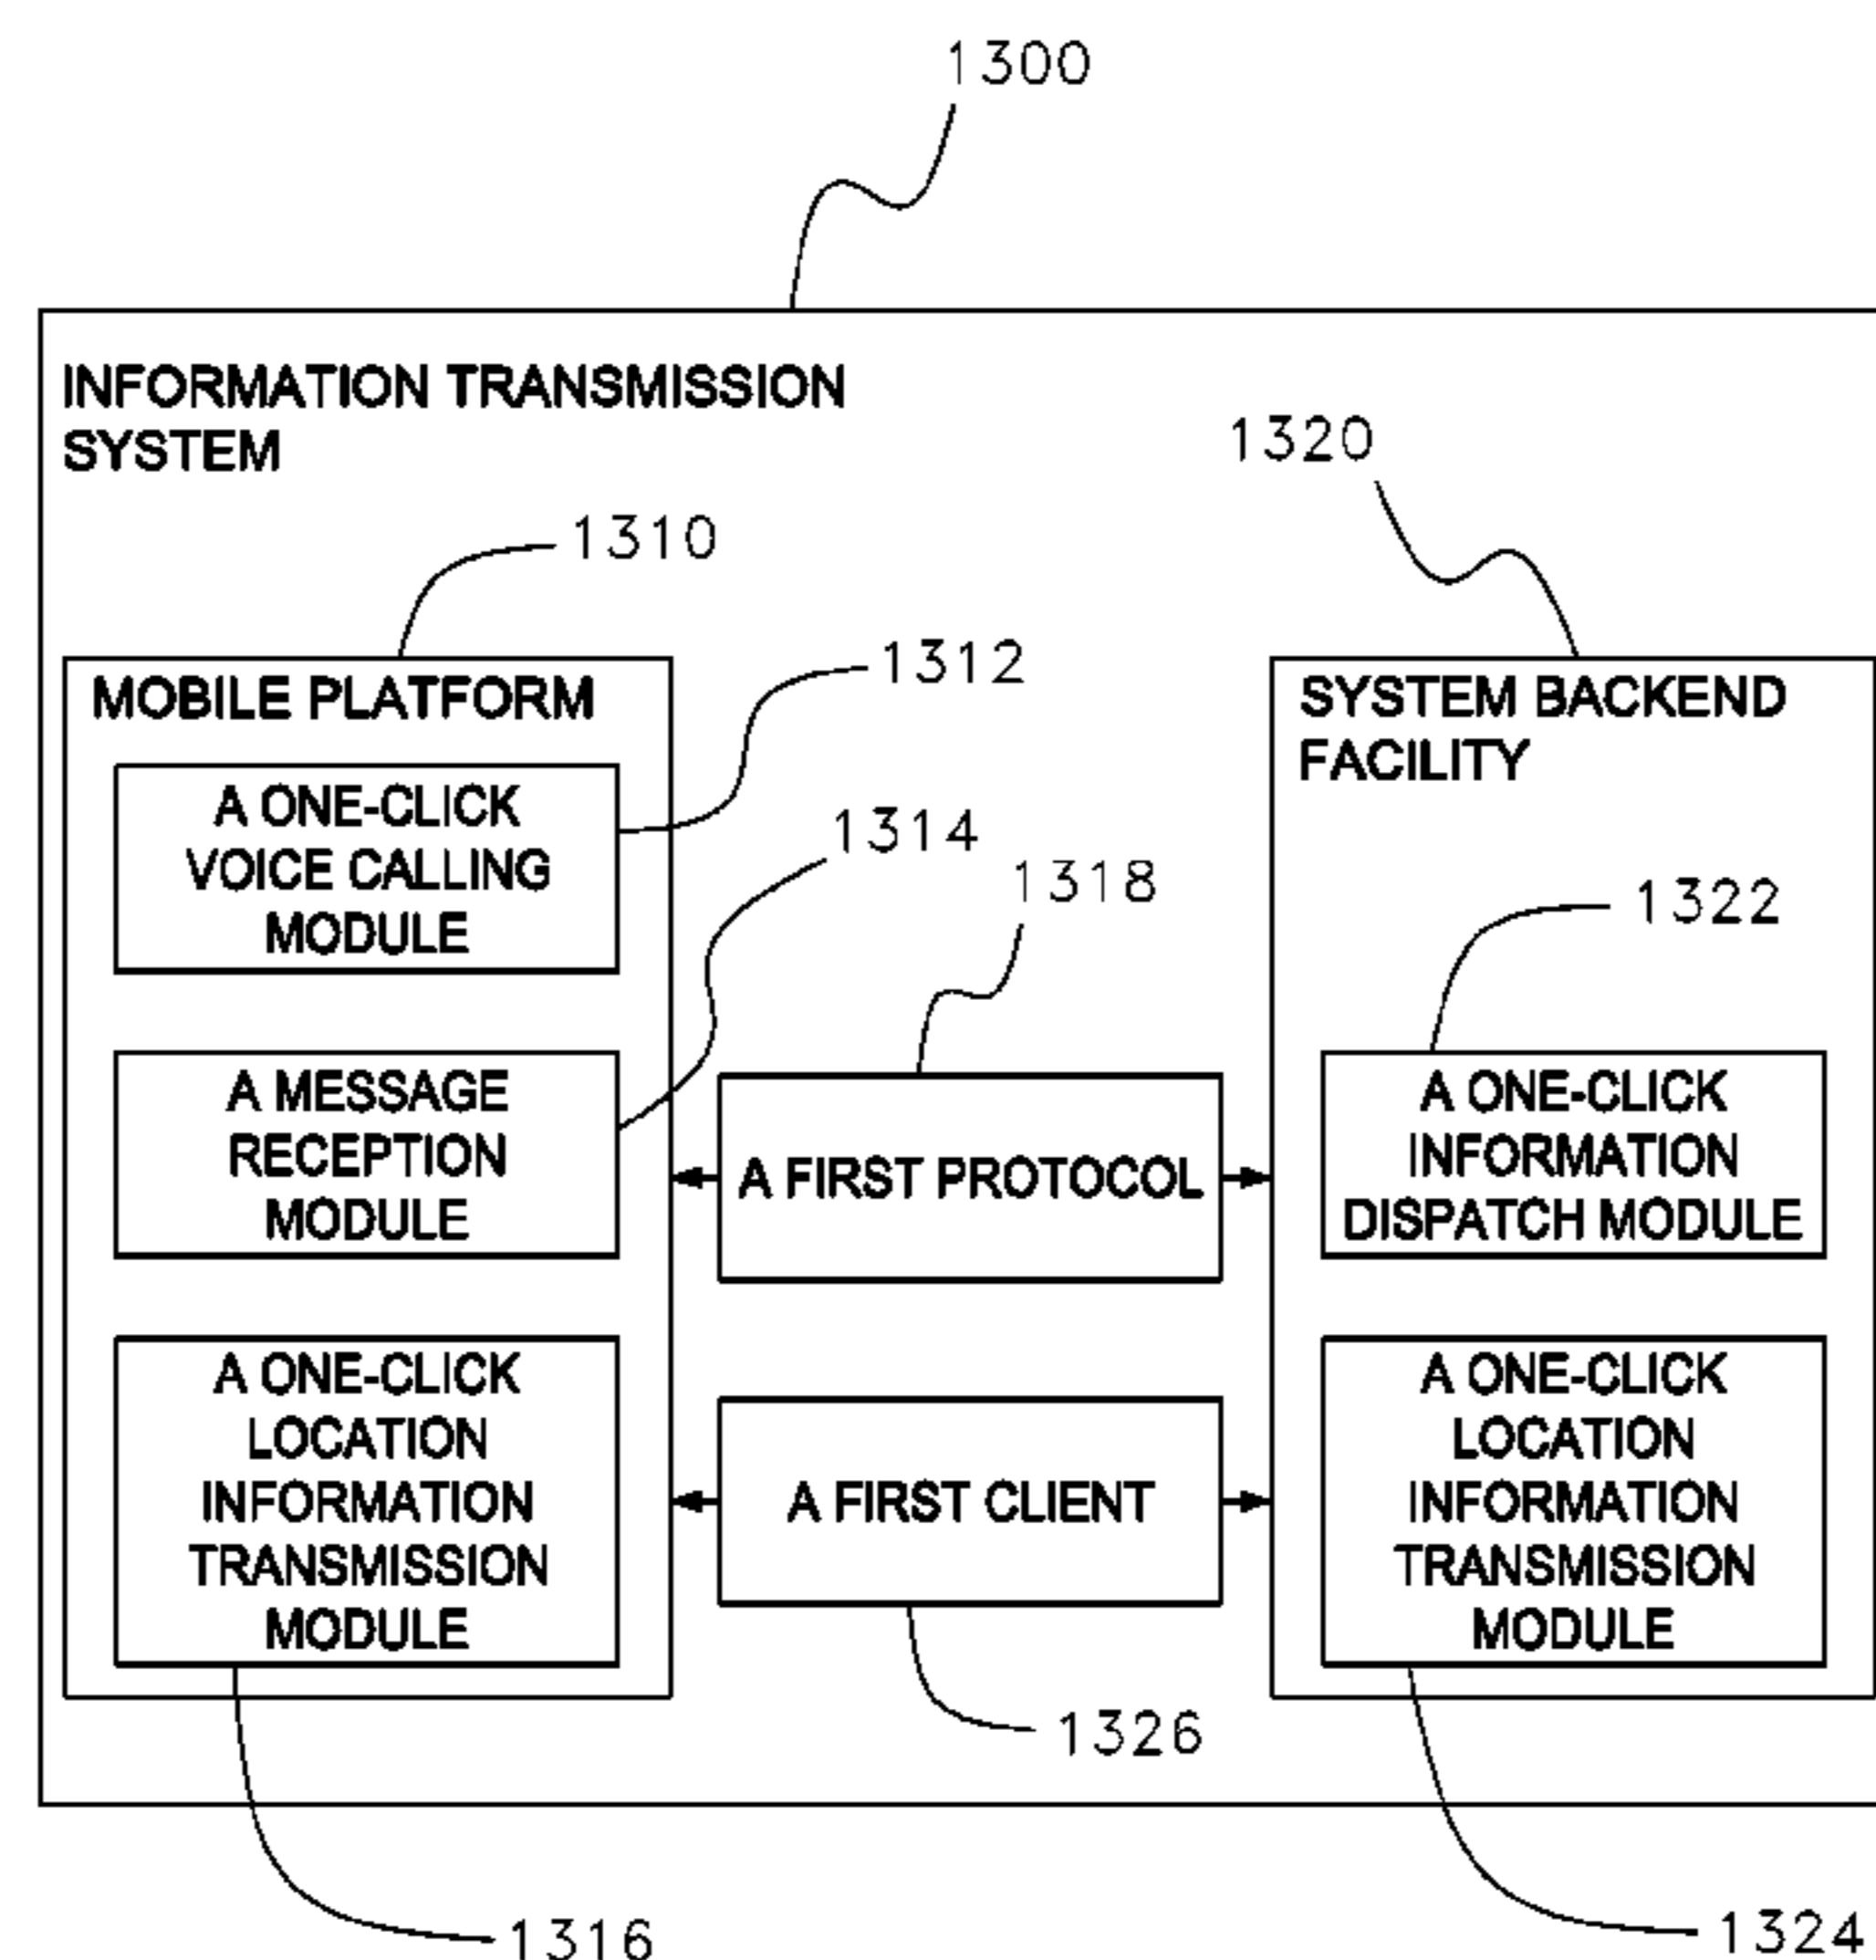 1300
INFORMATION TRANSMISSION
SYSTEM
1320
1310
1312
MOBILE PLATFORM
SYSTEM BACKEND
FACILITY
A ONE-CLICK
VOICE CALLING
MODULE
1314
1318
1322
A MESSAGE
RECEPTION
MODULE
A FIRST PROTOCOL
A ONE-CLICK
INFORMATION
DISPATCH MODULE
A ONE-CLICK
LOCATION
INFORMATION
TRANSMISSION
MODULE
A FIRST CLIENT
A ONE-CLICK
LOCATION
INFORMATION
TRANSMISSION
MODULE
1326
1316
1324